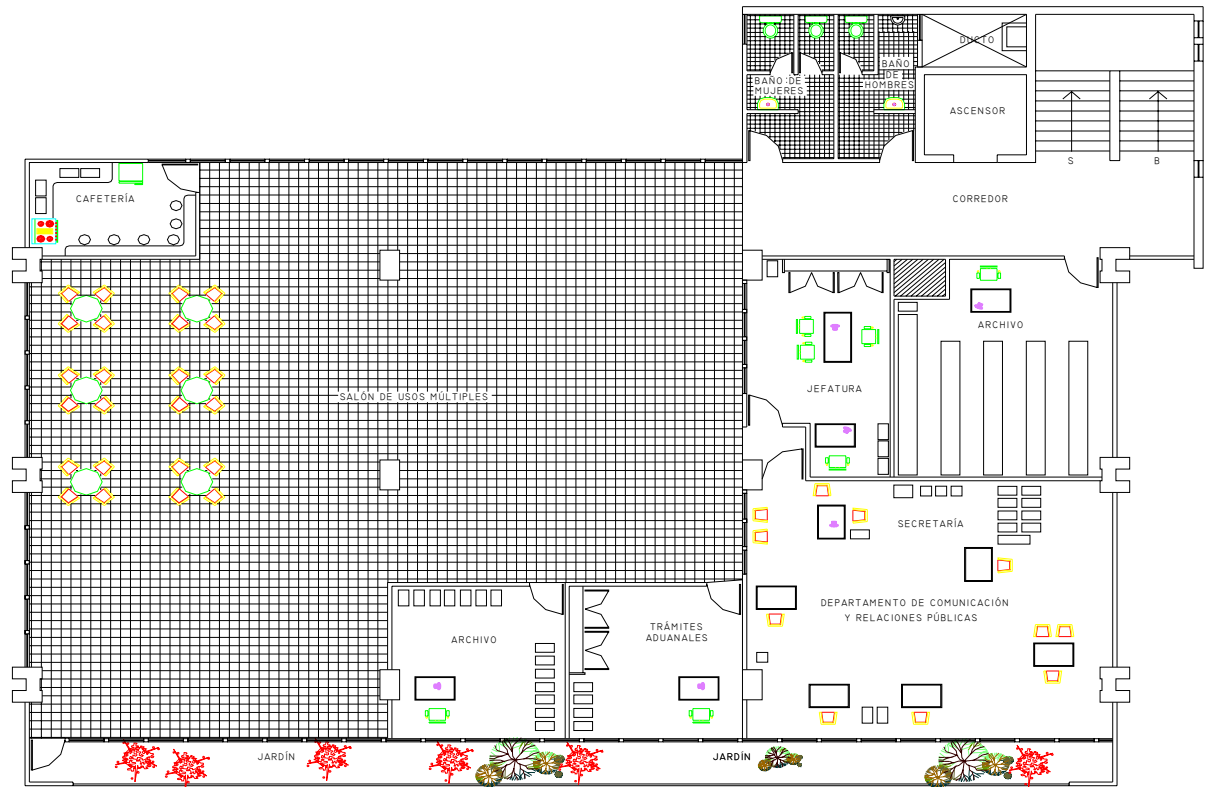 DUCTO
BAÑO DE
MUJERES
BAÑO
DE
HOMBRES
ASCENSOR
S
B
CAFETERÍA
CORREDOR
ARCHIVO
JEFATURA
SALÓN DE USOS MÚLTIPLES
SECRETARÍA
DEPARTAMENTO DE COMUNICACIÓN
Y RELACIONES PÚBLICAS
ARCHIVO
TRÁMITES
ADUANALES
JARDÍN
JARDÍN